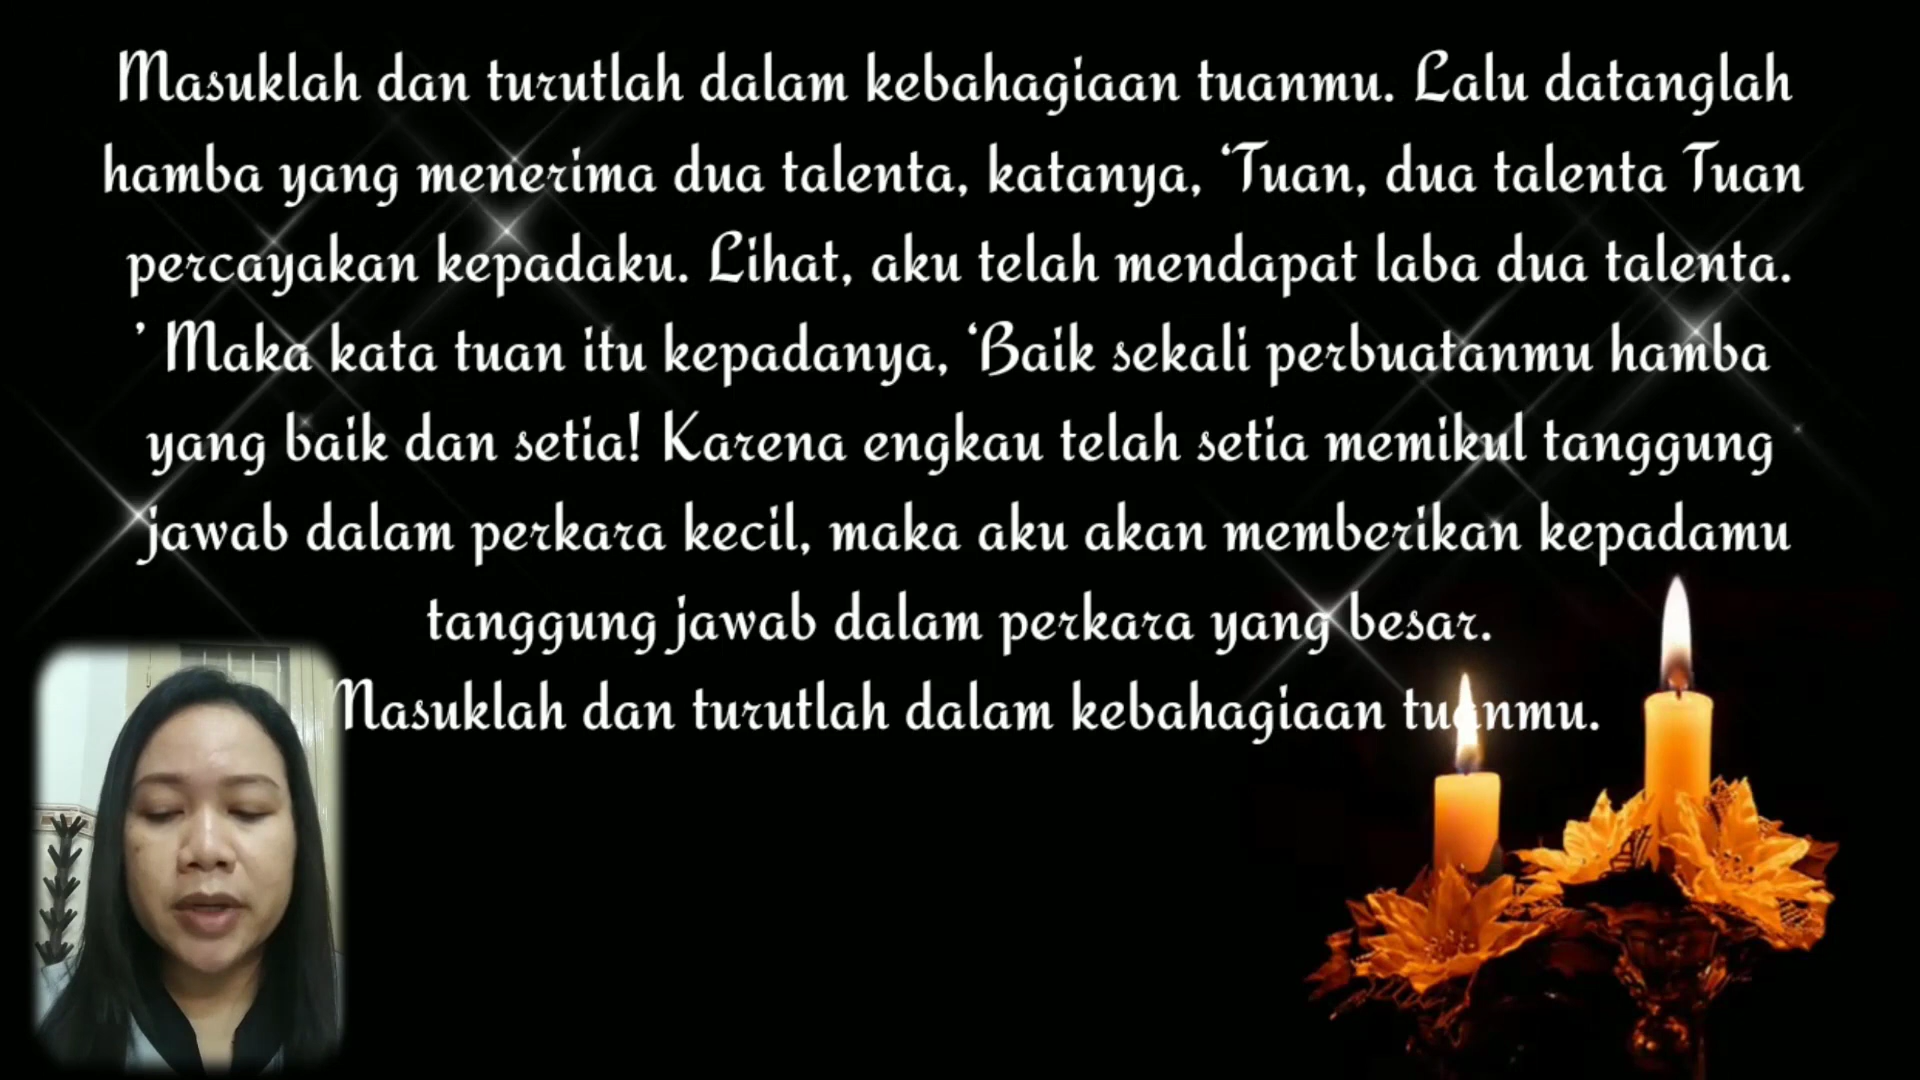 Masuklah dan turutlah dalam kebahagiaan tuanmu. Lalu datanglah
hamba yang menerima dua talenta, katanya, ‘Tuan, dua talenta Tuan
percayakan kepadaku. Lihat, aku telah mendapat laba dua talenta.
’ Maka kata tuan itu kepadanya, ‘Baik sekali perbuatanmu hamba
yang baik dan setia! Karena engkau telah setia memikul tanggung
jawab dalam perkara kecil, maka aku akan memberikan kepadamu
tanggung jawab dalam perkara yang besar.
Masuklah dan turutlah dalam kebahagiaan tuanmu.